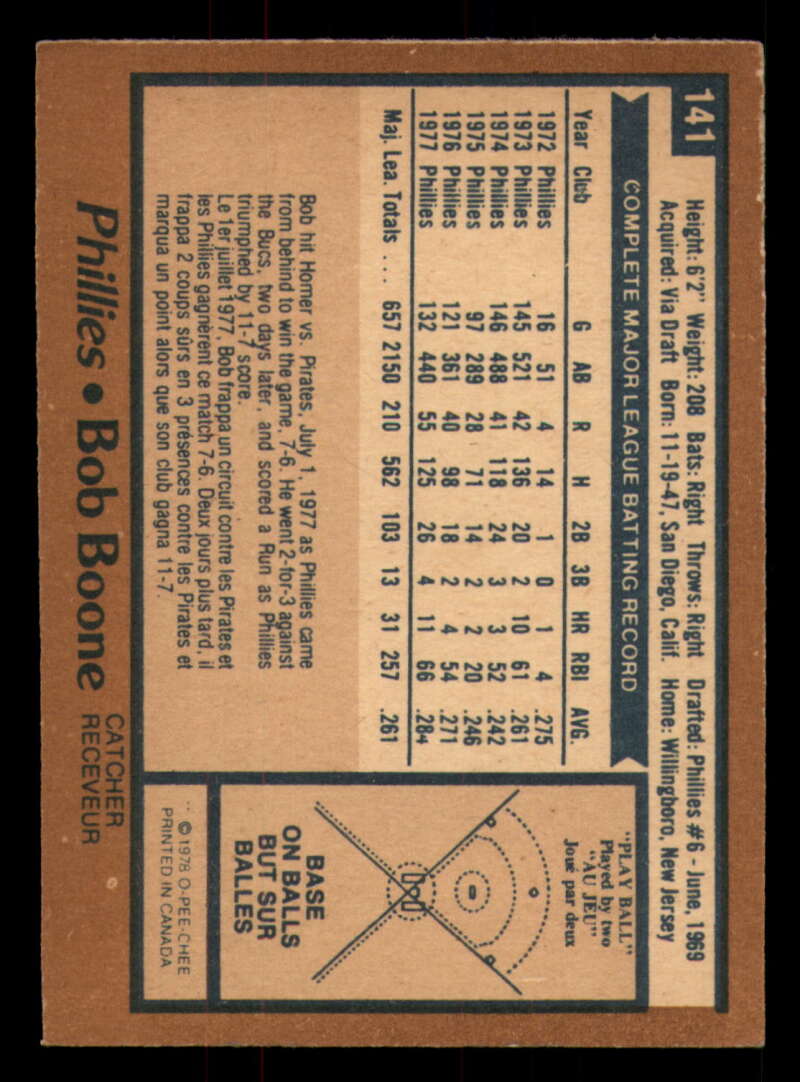 141
Height: 6'2" Weight: 208 Bats: Right Throws: Right Drafted: Phillies #6 - June, 1969
Acquired: Via Draft Born: 11-19-47, San Diego, Calif. Home: Willingboro, New Jersey
COMPLETE MAJOR LEAGUE BATTING RECORD
Year Club G AB R H 2B 3B HR RBI AVG.
1972 Phillies 16 51 4 14 1 0 1 4 .275
1973 Phillies 145 521 42 136 20 2 10 61 .261
1974 Phillies 146 488 41 118 24 3 3 52 .242
1975 Phillies 97 289 28 71 14 2 2 20 .246
1976 Phillies 121 361 40 98 18 2 4 54 .271
1977 Phillies 132 440 55 125 26 4 11 66 .284
Maj. Lea. Totals ... 657 2150 210 562 103 13 31 257 .261
Bob hit Homer vs. Pirates, July 1, 1977 as Phillies came
from behind to win the game, 7-6. He went 2-for-3 against
the Bucs, two days later, and scored a Run as Phillies
triumphed by 11-7 score.
Le 1er juillet 1977, Bob frappa un circuit contre les Pirates et
les Phillies gagnèrent ce match 7-6. Deux jours plus tard, il
frappa 2 coups sûrs en 3 présences contre les Pirates et
marqua un point alors que son club gagna 11-7.
"PLAY BALL"
Played by two
"AU JEU"
Joué par deux
BASE
ON BALLS
BUT SUR
BALLES
© 1978 O-PEE-CHEE
PRINTED IN CANADA
Phillies • Bob Boone CATCHER
RECEVEUR